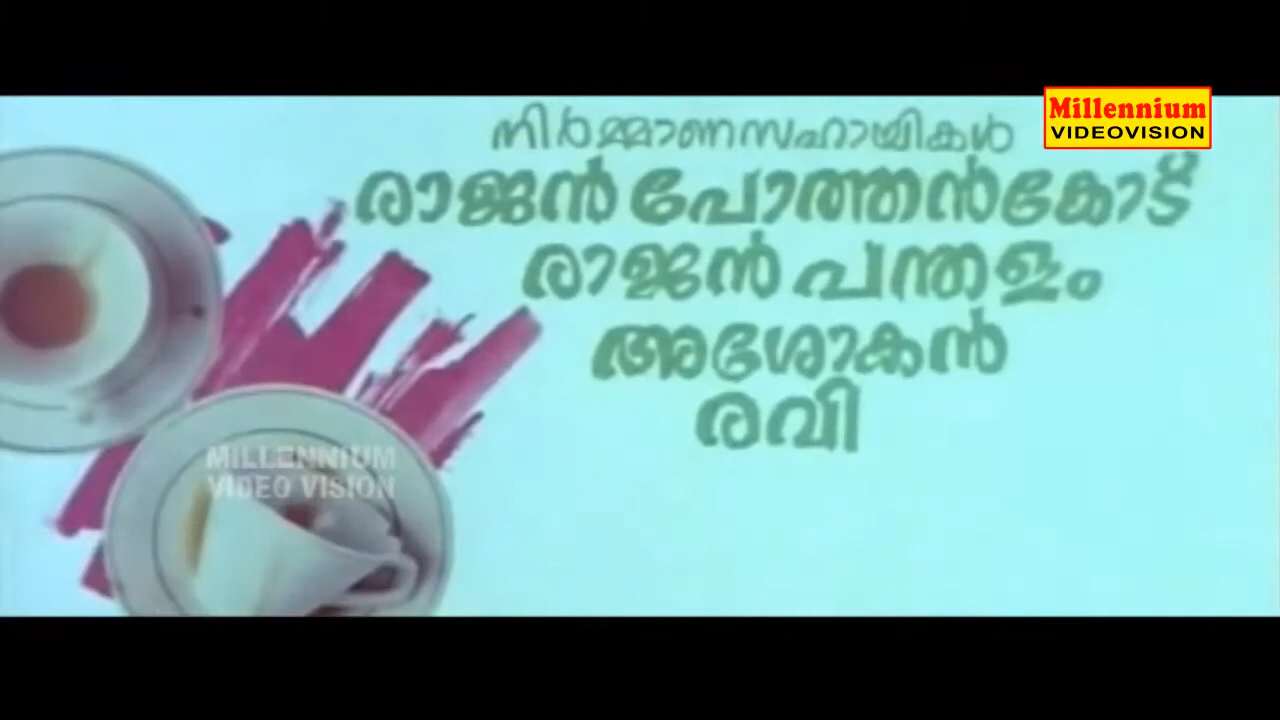 Millennium
VIDEOVISION
നിർമ്മാണസഹായികൾ
രാജൻ പോത്തൻകോട്
രാജൻ പന്തളം
അശോകൻ
രവി
MILLENNIUM
VIDEO VISION